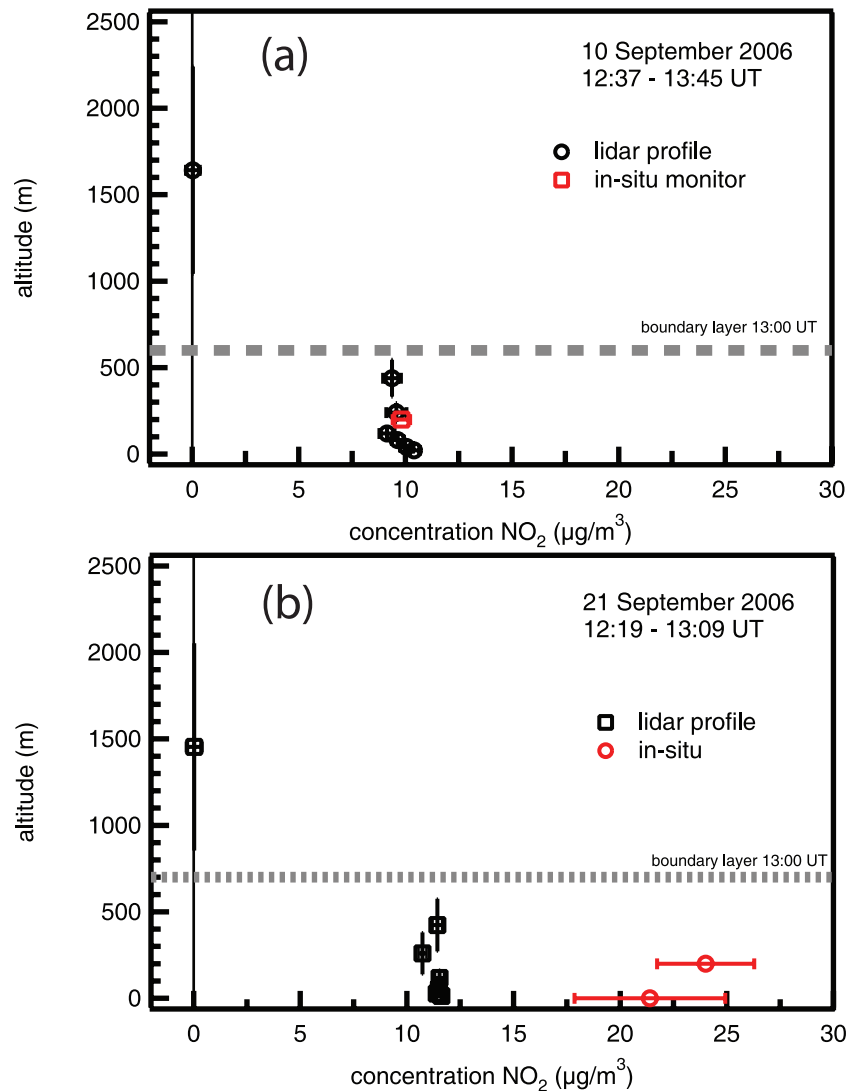 2500
(a)
10 September 2006
12:37 - 13:45 UT
2000
lidar profile
in-situ monitor
1500
altitude (m)
1000
boundary layer 13:00 UT
500
0
0 5 10 15 20 25 30
concentration NO2 (µg/m3)
2500
(b)
21 September 2006
12:19 - 13:09 UT
2000
lidar profile
in-situ
1500
altitude (m)
1000
boundary layer 13:00 UT
500
0
0 5 10 15 20 25 30
concentration NO2 (µg/m3)